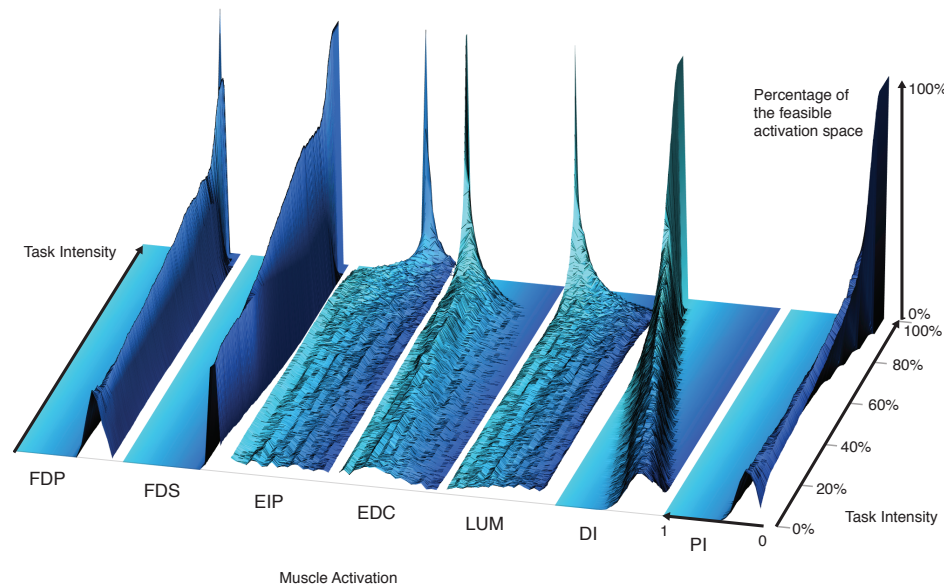 Percentage of
the feasible
activation space
100%
Task Intensity
0%
100%
80%
60%
40%
20%
0%
Task Intensity
FDP
FDS
EIP
EDC
LUM
DI
1
PI
0
Muscle Activation